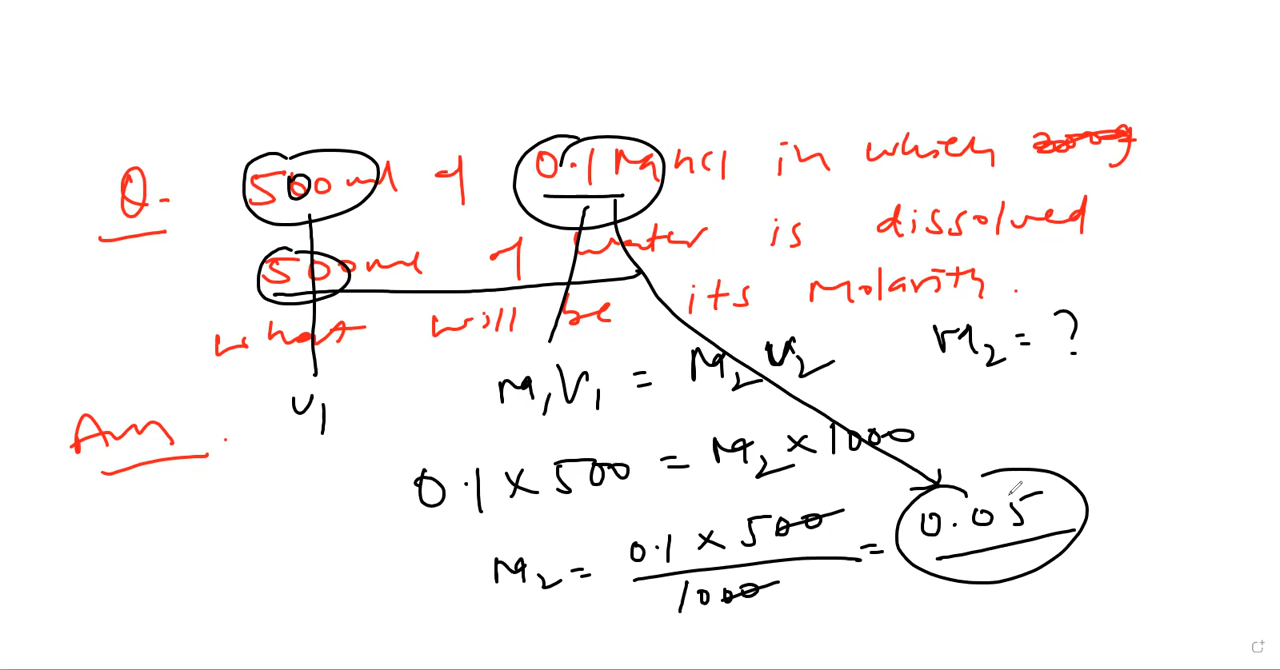 Q. 500ml of 0.1 M HCl in which
500ml of water is dissolved
what will be its molarity.
M2 = ?
Ans.
V1
M1V1 = M2V2
0.1 × 500 = M2 × 1000
M2 = 0.1 × 500 / 1000 = 0.05